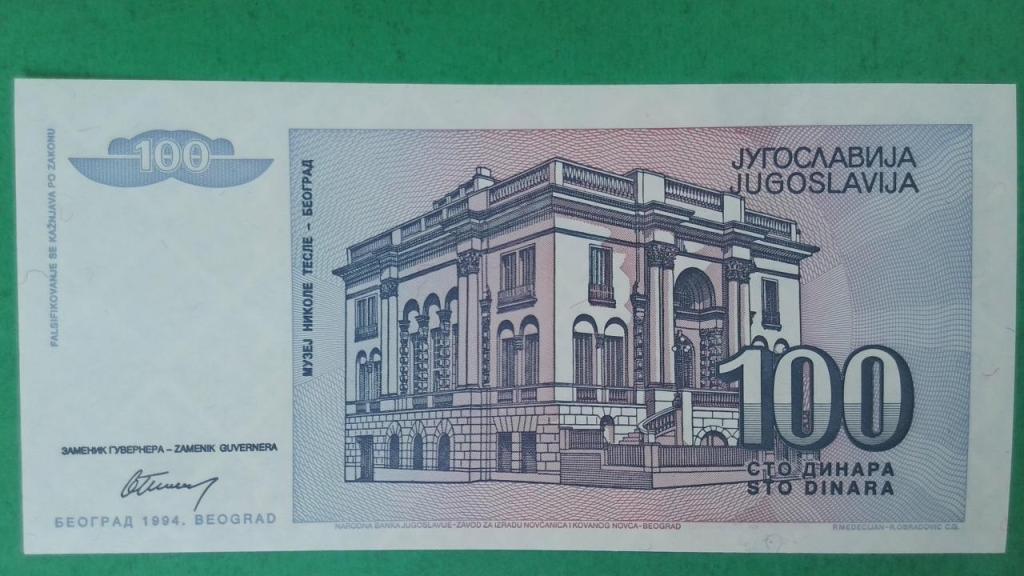 FALSIFIKOVANJE SE KAŽNJAVA PO ZAKONU
100
МУЗЕЈ НИКОЛЕ ТЕСЛЕ – БЕОГРАД
ЈУГОСЛАВИЈА
JUGOSLAVIJA
100
СТО ДИНАРА
STO DINARA
ЗАМЕНИК ГУВЕРНЕРА – ZAMENIK GUVERNERA
БЕОГРАД 1994. BEOGRAD
NARODNA BANKA JUGOSLAVIJE-ZAVOD ZA IZRADU NOVČANICA I KOVANOG NOVCA-BEOGRAD
R.OBRADOVIĆ C.G.